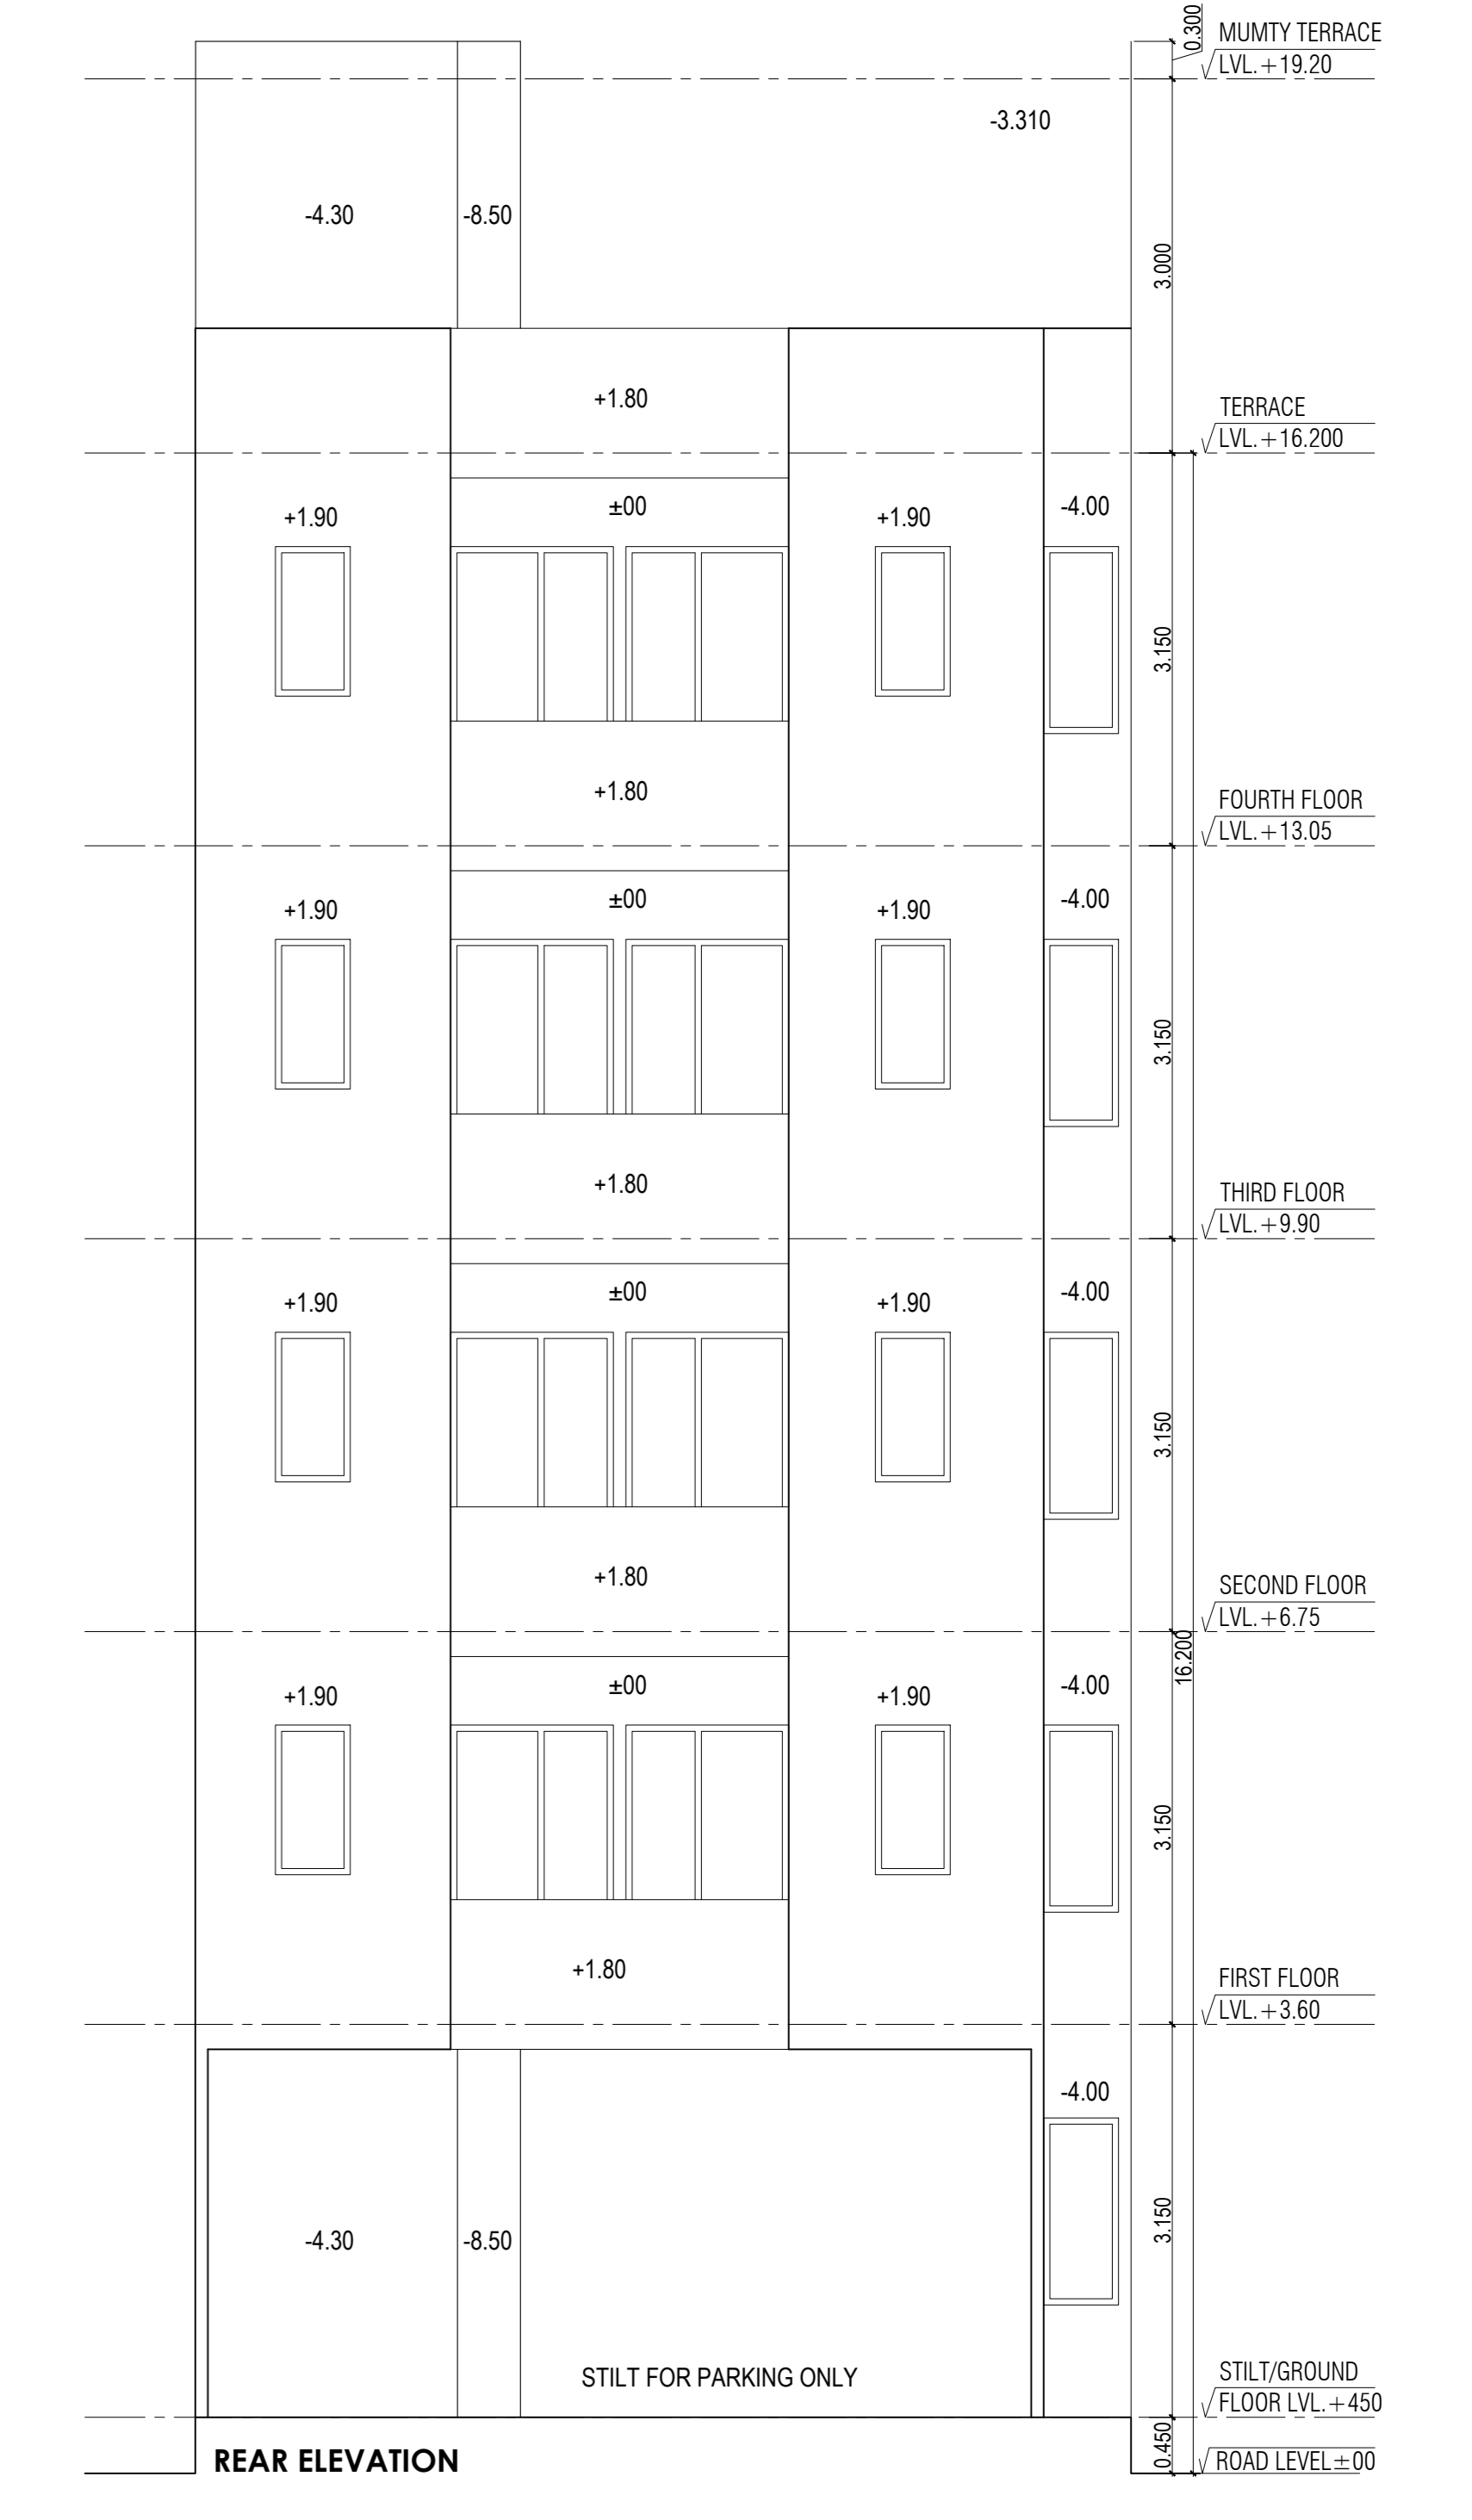 0.300
MUMTY TERRACE
LVL.+19.20
-3.310
-4.30
-8.50
3.000
+1.80
TERRACE
LVL.+16.200
+1.90
±00
+1.90
-4.00
3.150
+1.80
FOURTH FLOOR
LVL.+13.05
+1.90
±00
+1.90
-4.00
3.150
+1.80
THIRD FLOOR
LVL.+9.90
+1.90
±00
+1.90
-4.00
3.150
+1.80
SECOND FLOOR
LVL.+6.75
16.200
+1.90
±00
+1.90
-4.00
3.150
+1.80
FIRST FLOOR
LVL.+3.60
-4.00
-4.30
-8.50
3.150
STILT FOR PARKING ONLY
STILT/GROUND
FLOOR LVL.+450
0.450
REAR ELEVATION
ROAD LEVEL±00